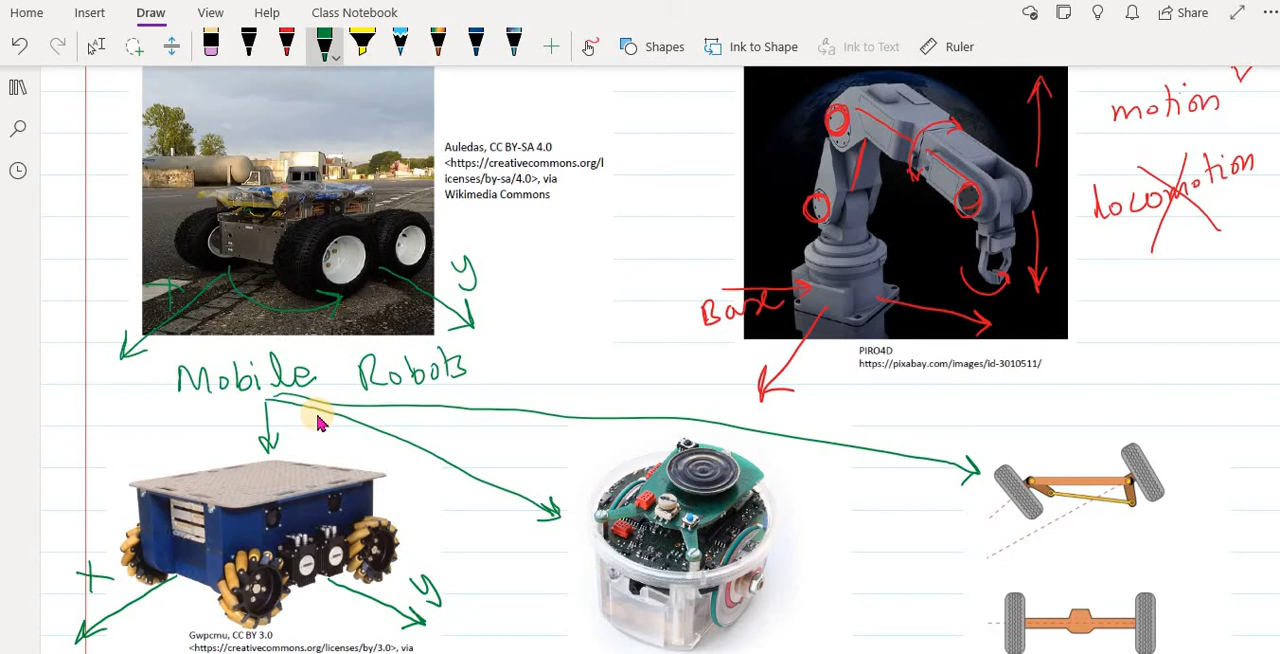 Home Insert Draw View Help Class Notebook Share
Shapes Ink to Shape Ink to Text Ruler
Auledas, CC BY-SA 4.0
<https://creativecommons.org/l
icenses/by-sa/4.0>, via
Wikimedia Commons
motion
locomotion
x
y
Base
PIRO4D
https://pixabay.com/images/id-3010511/
Mobile Robots
x
y
Gwpcmu, CC BY 3.0
<https://creativecommons.org/licenses/by/3.0>, via